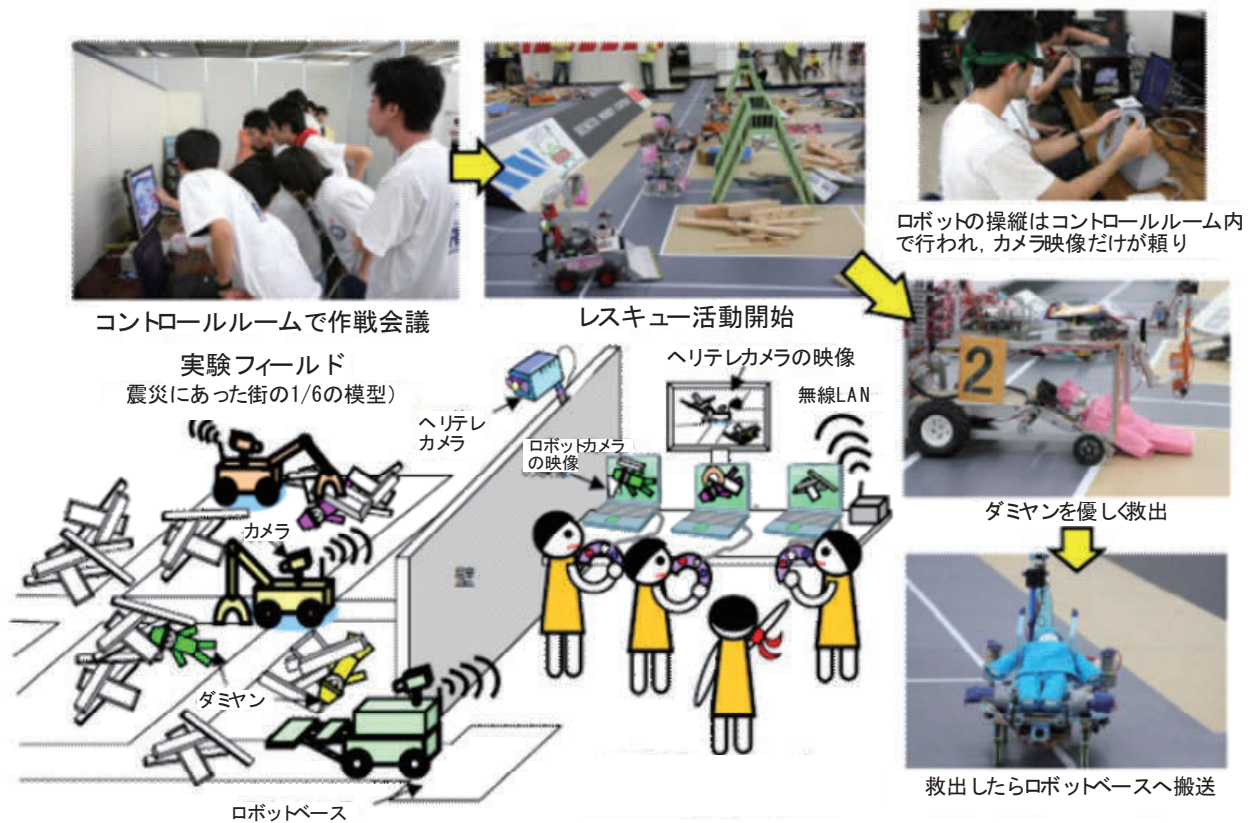 コントロールルームで作戦会議
レスキュー活動開始
ロボットの操縦はコントロールルーム内
で行われ,カメラ映像だけが頼り
実験フィールド
震災にあった街の1/6の模型)
ヘリテレ
カメラ
ヘリテレカメラの映像
無線LAN
ロボットカメラ
の映像
カメラ
壁
ダミヤン
ロボットベース
2
ダミヤンを優しく救出
救出したらロボットベースへ搬送